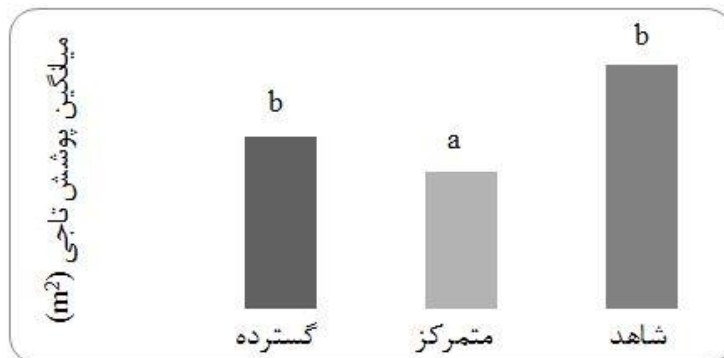 میانگین پوشش تاجی (m²)
b
a
b
گسترده
متمرکز
شاهد